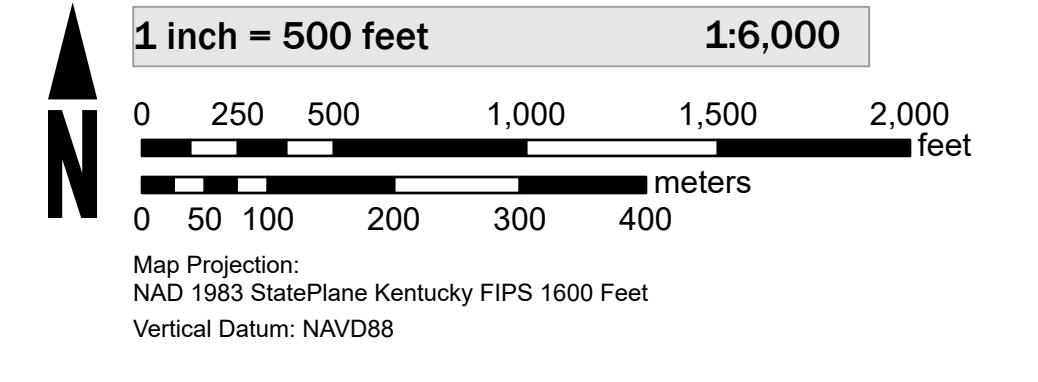 1 inch = 500 feet 1:6,000
0 250 500 1,000 1,500 2,000
feet
meters
0 50 100 200 300 400
N
Map Projection:
NAD 1983 StatePlane Kentucky FIPS 1600 Feet
Vertical Datum: NAVD88